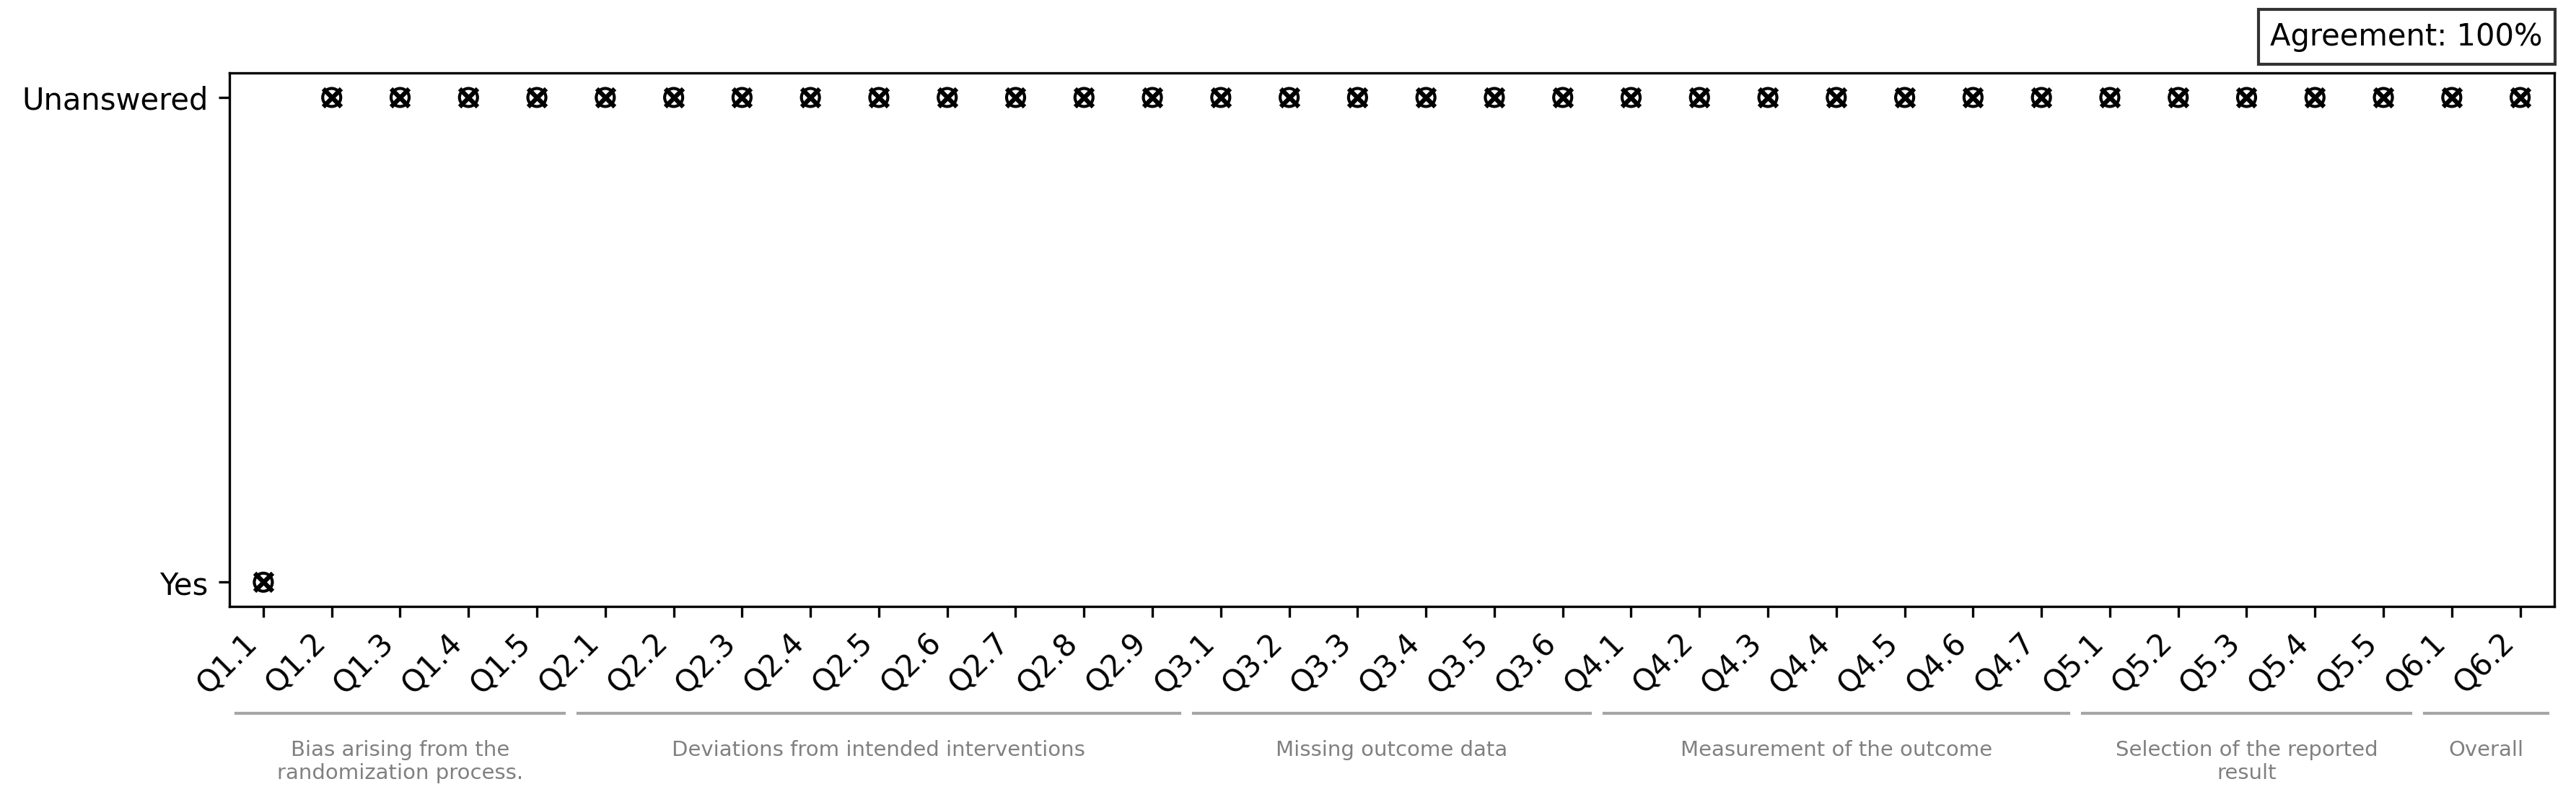 Agreement: 100%
Unanswered
Yes
Q1.1 Q1.2 Q1.3 Q1.4 Q1.5 Q2.1 Q2.2 Q2.3 Q2.4 Q2.5 Q2.6 Q2.7 Q2.8 Q2.9 Q3.1 Q3.2 Q3.3 Q3.4 Q3.5 Q3.6 Q4.1 Q4.2 Q4.3 Q4.4 Q4.5 Q4.6 Q4.7 Q5.1 Q5.2 Q5.3 Q5.4 Q5.5 Q6.1 Q6.2
Bias arising from the
randomization process.
Deviations from intended interventions
Missing outcome data
Measurement of the outcome
Selection of the reported
result
Overall